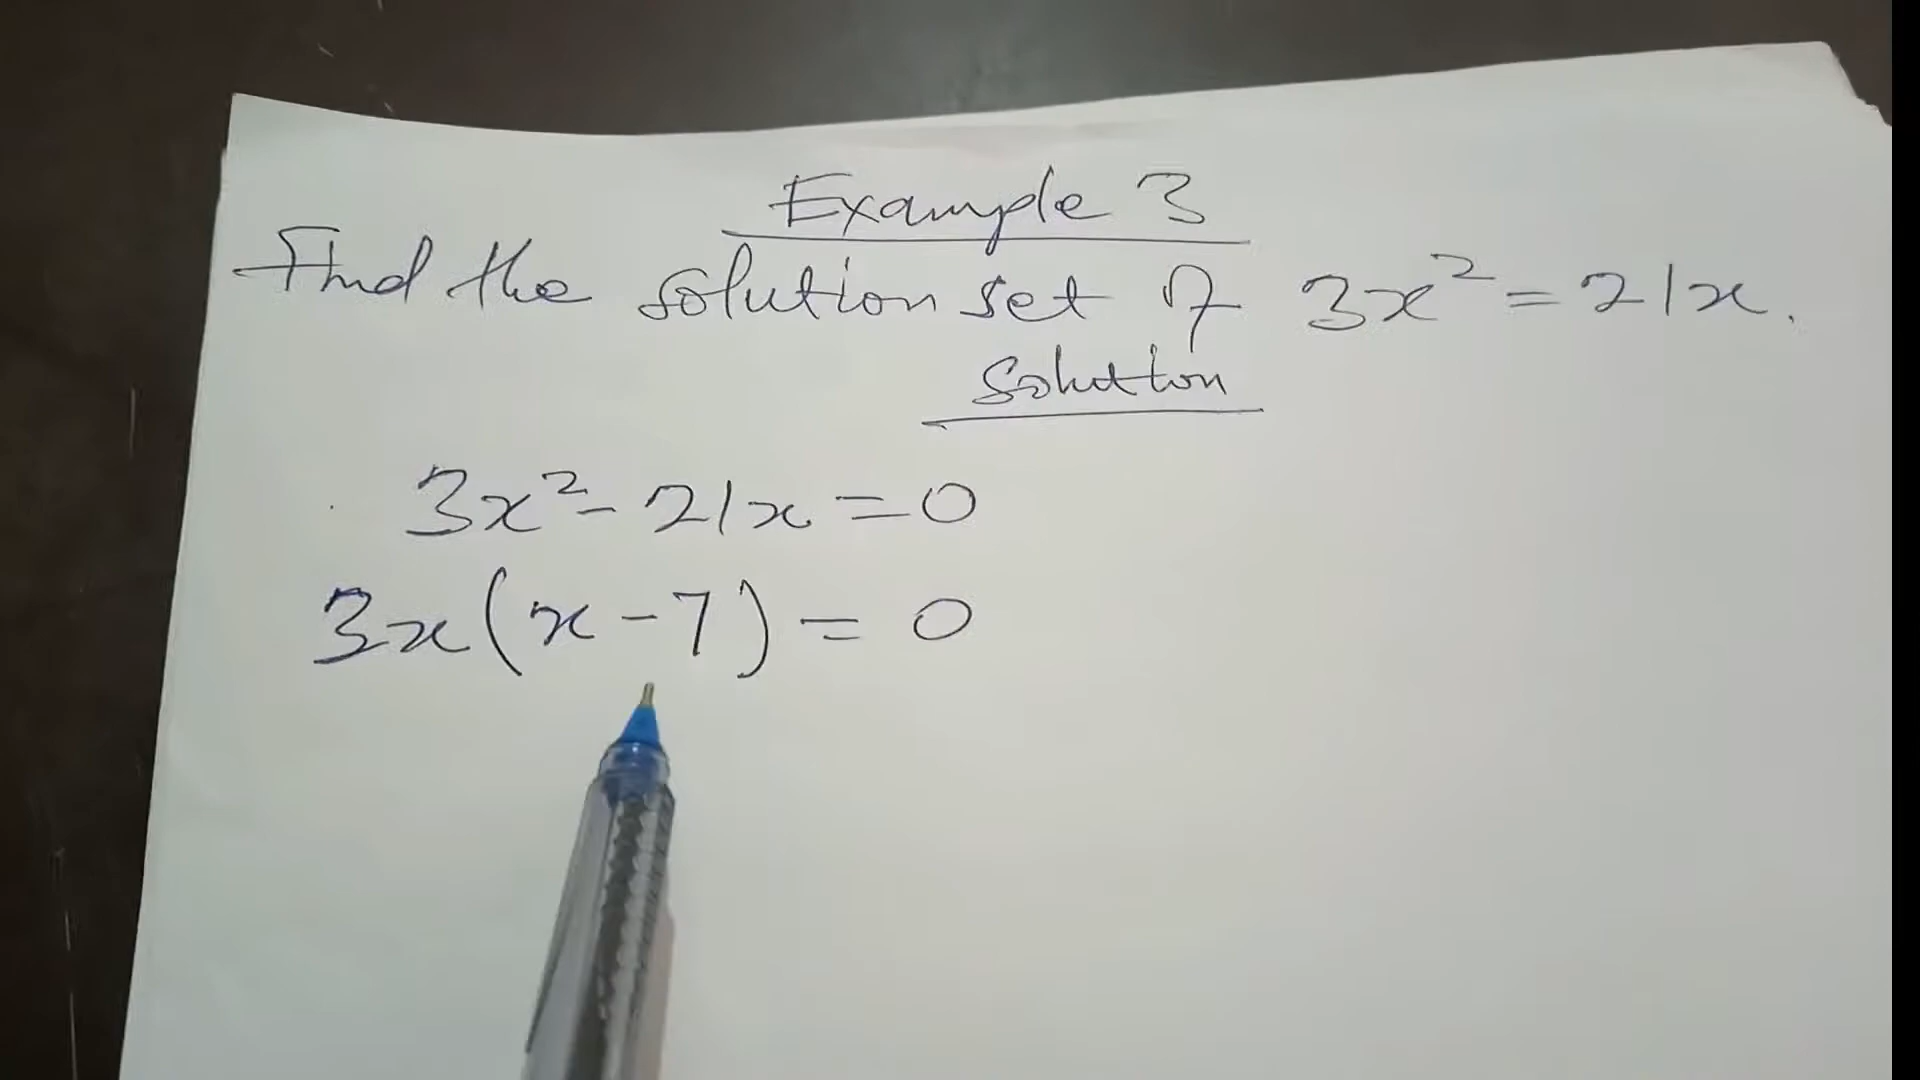 Example 3
Find the solution set of 3x² = 21x.
Solution
3x² - 21x = 0
3x(x - 7) = 0